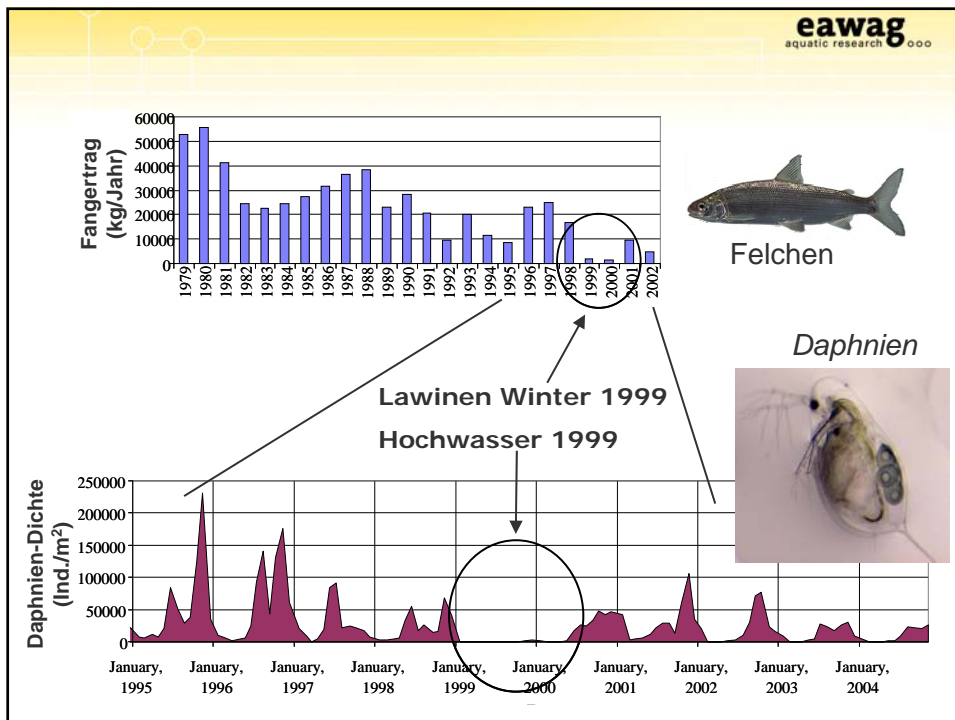 eawag
aquatic research
Fangertrag
(kg/Jahr)
60000
50000
40000
30000
20000
10000
0
1979
1980
1981
1982
1983
1984
1985
1986
1987
1988
1989
1990
1991
1992
1993
1994
1995
1996
1997
1998
1999
2000
2001
2002
Felchen
Daphnien
Lawinen Winter 1999
Hochwasser 1999
Daphnien-Dichte
(Ind./m²)
250000
200000
150000
100000
50000
0
January,
1995
January,
1996
January,
1997
January,
1998
January,
1999
January,
2000
January,
2001
January,
2002
January,
2003
January,
2004